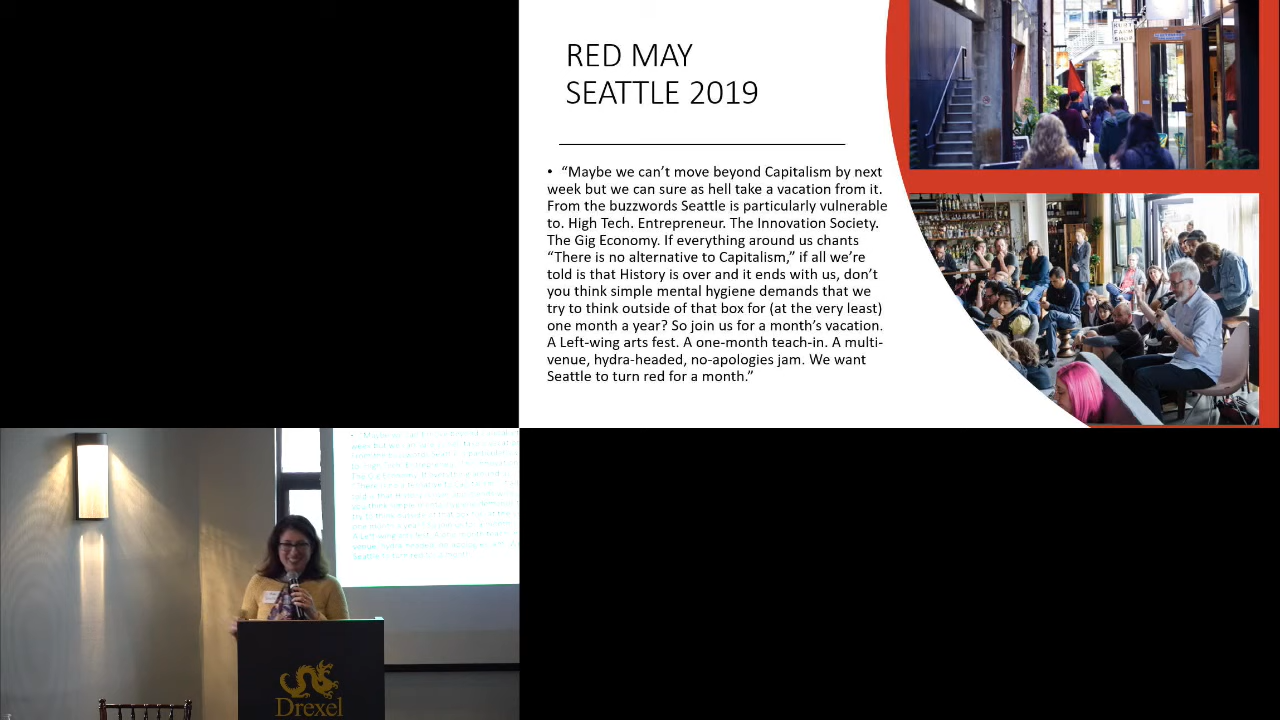 RED MAY
SEATTLE 2019
• “Maybe we can’t move beyond Capitalism by next
week but we can sure as hell take a vacation from it.
From the buzzwords Seattle is particularly vulnerable
to. High Tech. Entrepreneur. The Innovation Society.
The Gig Economy. If everything around us chants
“There is no alternative to Capitalism,” if all we’re
told is that History is over and it ends with us, don’t
you think simple mental hygiene demands that we
try to think outside of that box for (at the very least)
one month a year? So join us for a month’s vacation.
A Left-wing arts fest. A one-month teach-in. A multi-
venue, hydra-headed, no-apologies jam. We want
Seattle to turn red for a month.”
Drexel